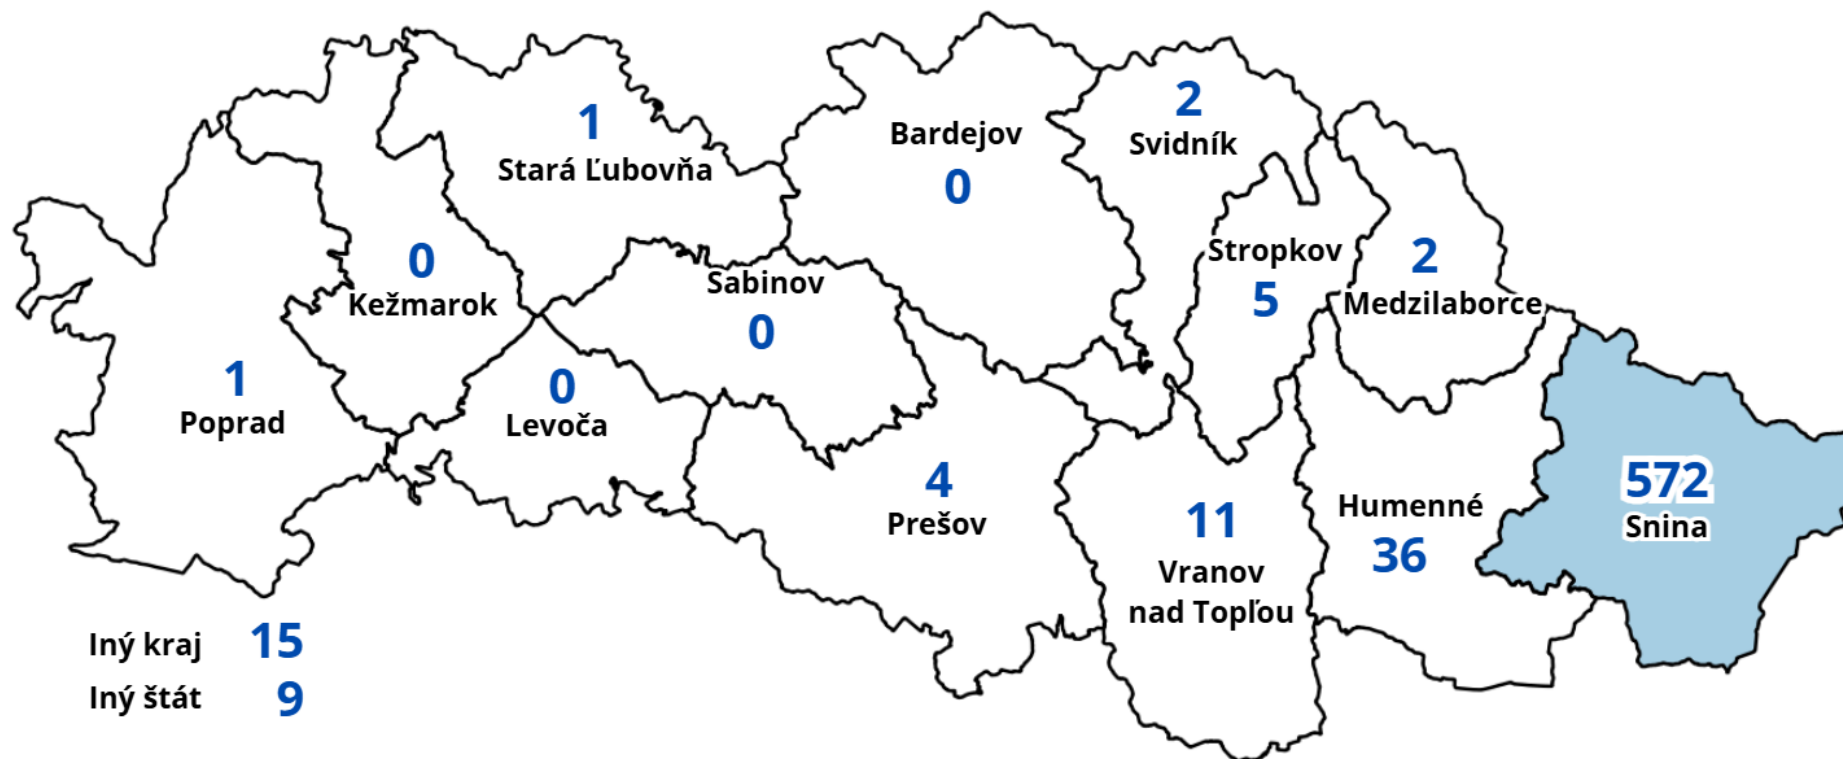 1
Stará Ľubovňa
Bardejov
0
2
Svidník
0
Kežmarok
Sabinov
0
Stropkov
5
2
Medzilaborce
1
Poprad
0
Levoča
4
Prešov
11
Vranov
nad Topľou
Humenné
36
572
Snina
Iný kraj 15
Iný štát 9